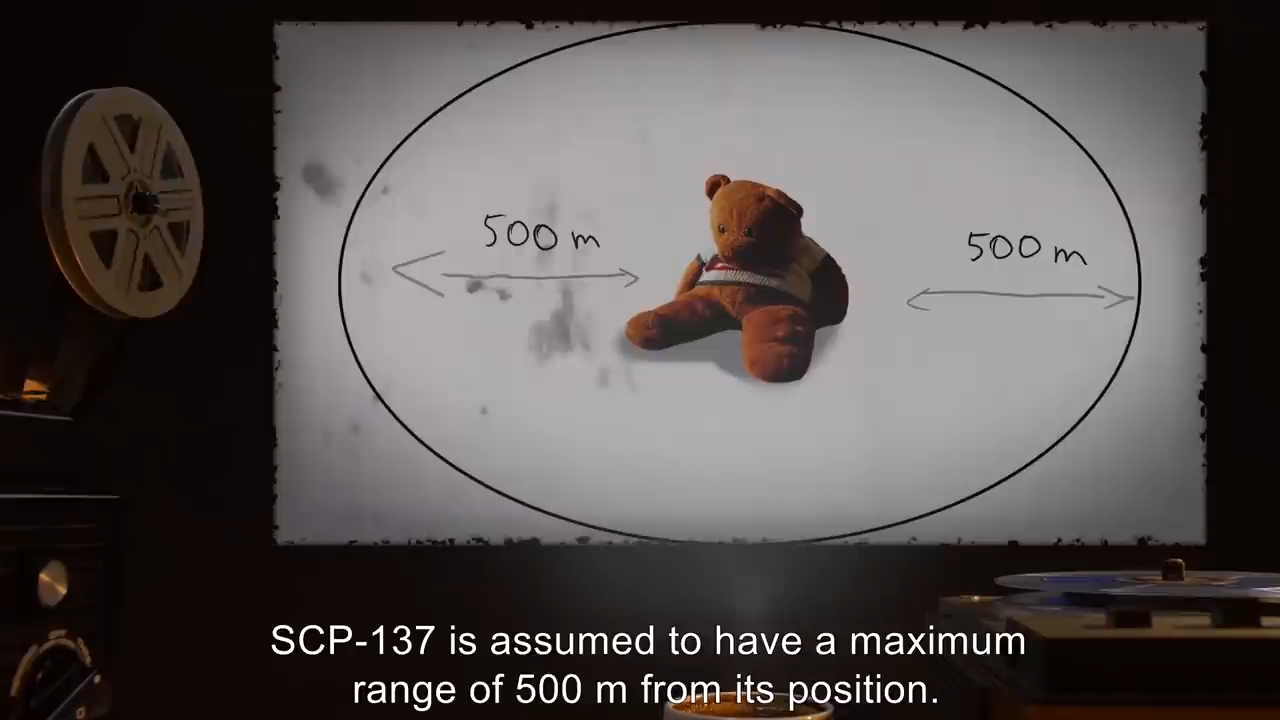 500 m
500 m
SCP-137 is assumed to have a maximum
range of 500 m from its position.